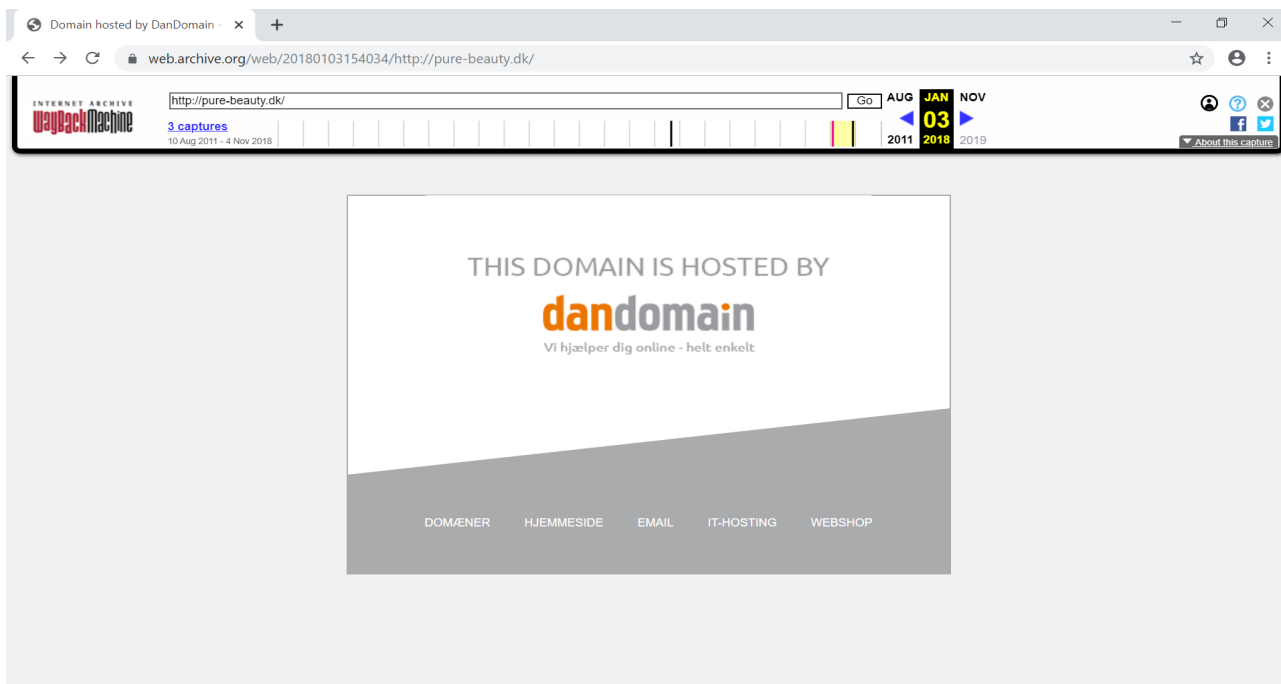 Domain hosted by DanDomain -
web.archive.org/web/20180103154034/http://pure-beauty.dk/
INTERNET ARCHIVE
WayBackMachine
http://pure-beauty.dk/
Go
3 captures
10 Aug 2011 - 4 Nov 2018
AUG JAN NOV
03
2011 2018 2019
About this capture
THIS DOMAIN IS HOSTED BY
dandomain
Vi hjælper dig online - helt enkelt
DOMÆNER HJEMMESIDE EMAIL IT-HOSTING WEBSHOP